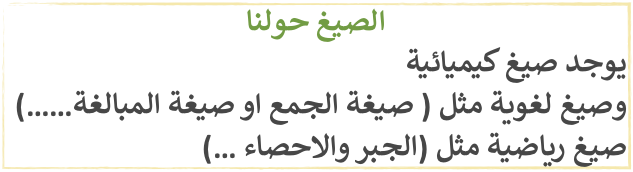 الصيغ حولنا
يوجد صيغ كيميائية
وصيغ لغوية مثل ( صيغة الجمع او صيغة المبالغة......)
صيغ رياضية مثل (الجبر والاحصاء ...)